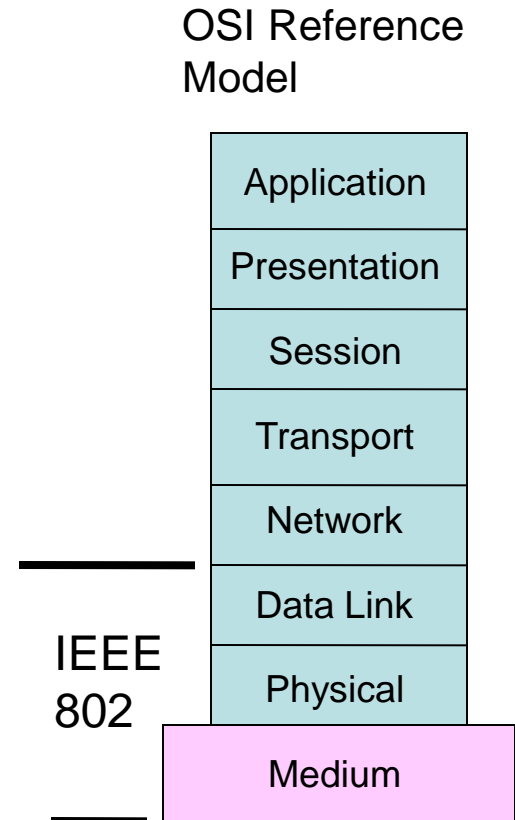 OSI Reference
Model
Application
Presentation
Session
Transport
Network
Data Link
IEEE
802
Physical
Medium